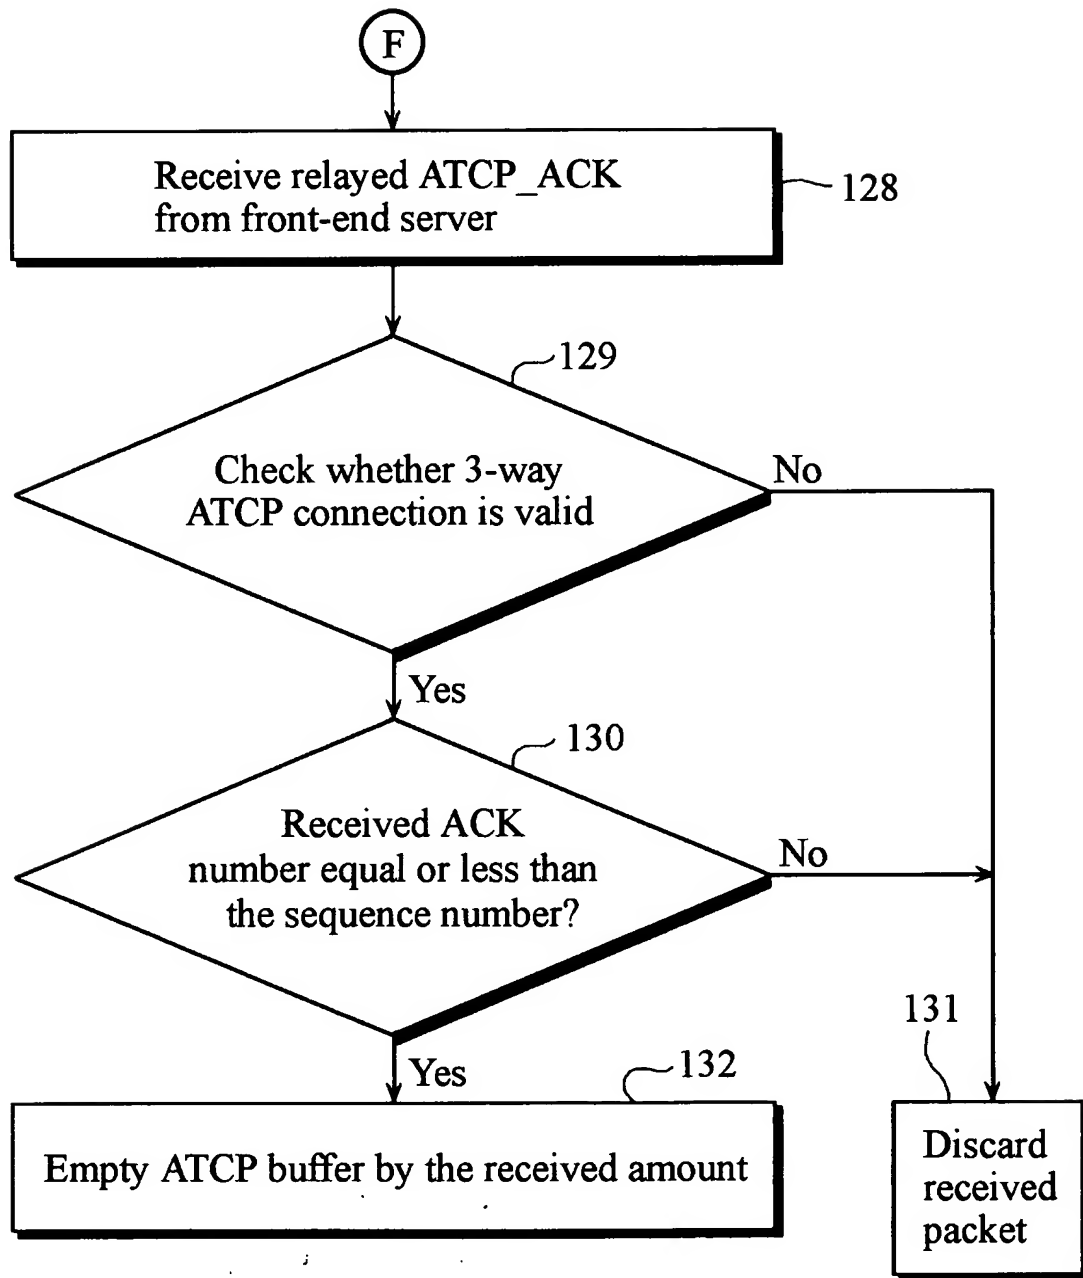 F
Receive relayed ATCP_ACK
from front-end server
128
129
Check whether 3-way
ATCP connection is valid
No
Yes
130
Received ACK
number equal or less than
the sequence number?
No
Yes
131
132
Empty ATCP buffer by the received amount
Discard
received
packet